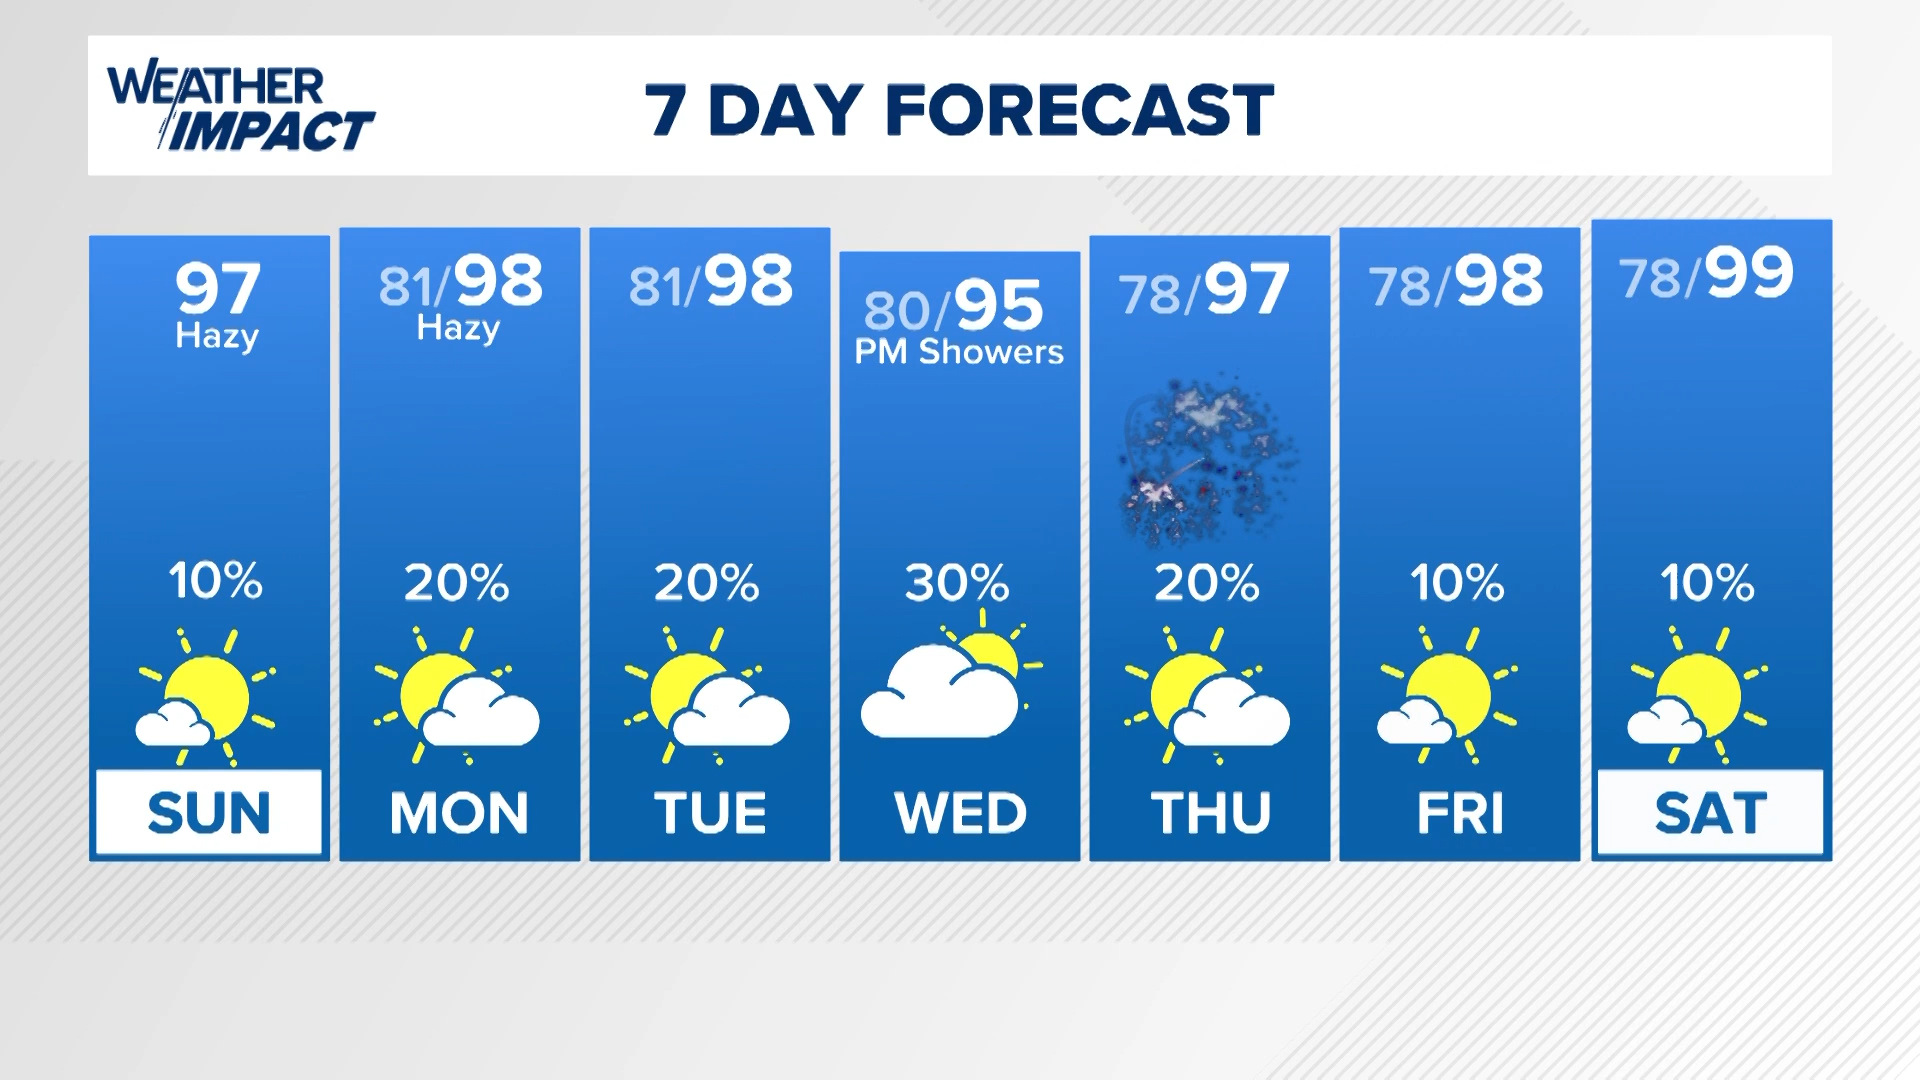 WEATHER
IMPACT
7 DAY FORECAST
97
Hazy
10%
SUN
81/98
Hazy
20%
MON
81/98
20%
TUE
80/95
PM Showers
30%
WED
78/97
20%
THU
78/98
10%
FRI
78/99
10%
SAT